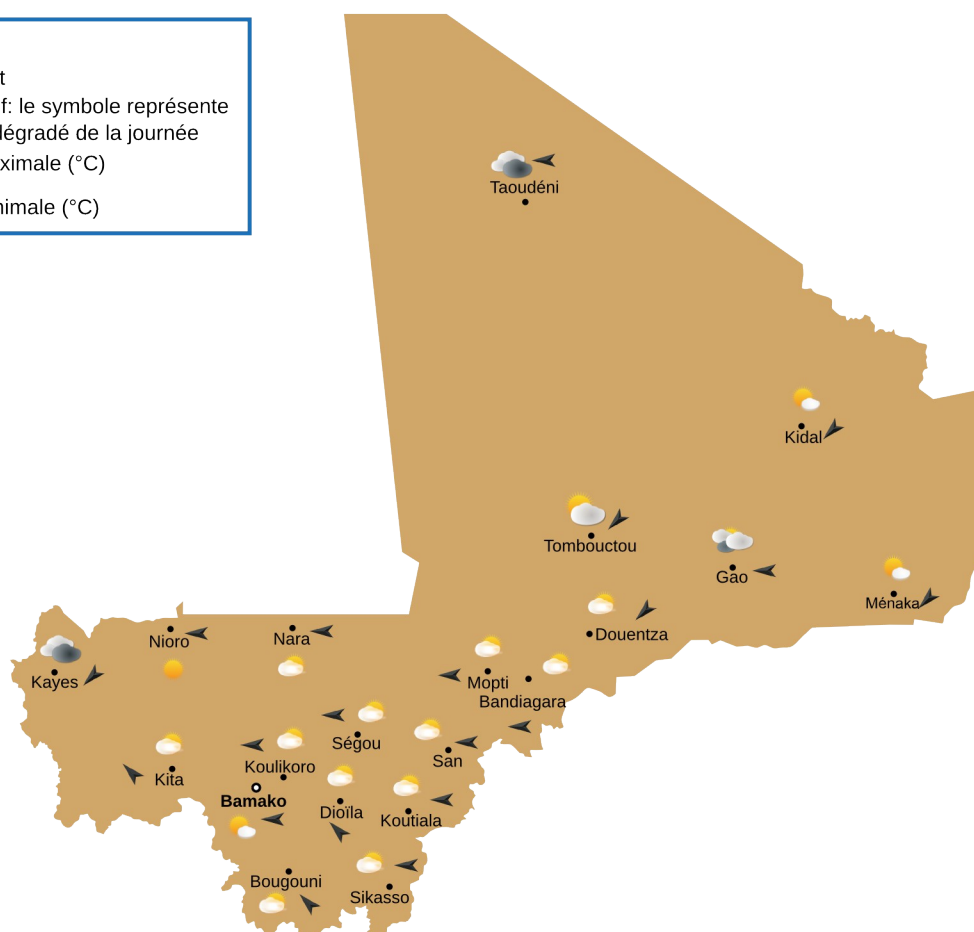 t
f: le symbole représente
dégradé de la journée
ximale (°C)
nimale (°C)
Taoudéni
Kidal
Tombouctou
Gao
Ménaka
Douentza
Nioro
Nara
Kayes
Mopti
Bandiagara
Ségou
San
Kita
Koulikoro
Bamako
Dioïla
Koutiala
Bougouni
Sikasso